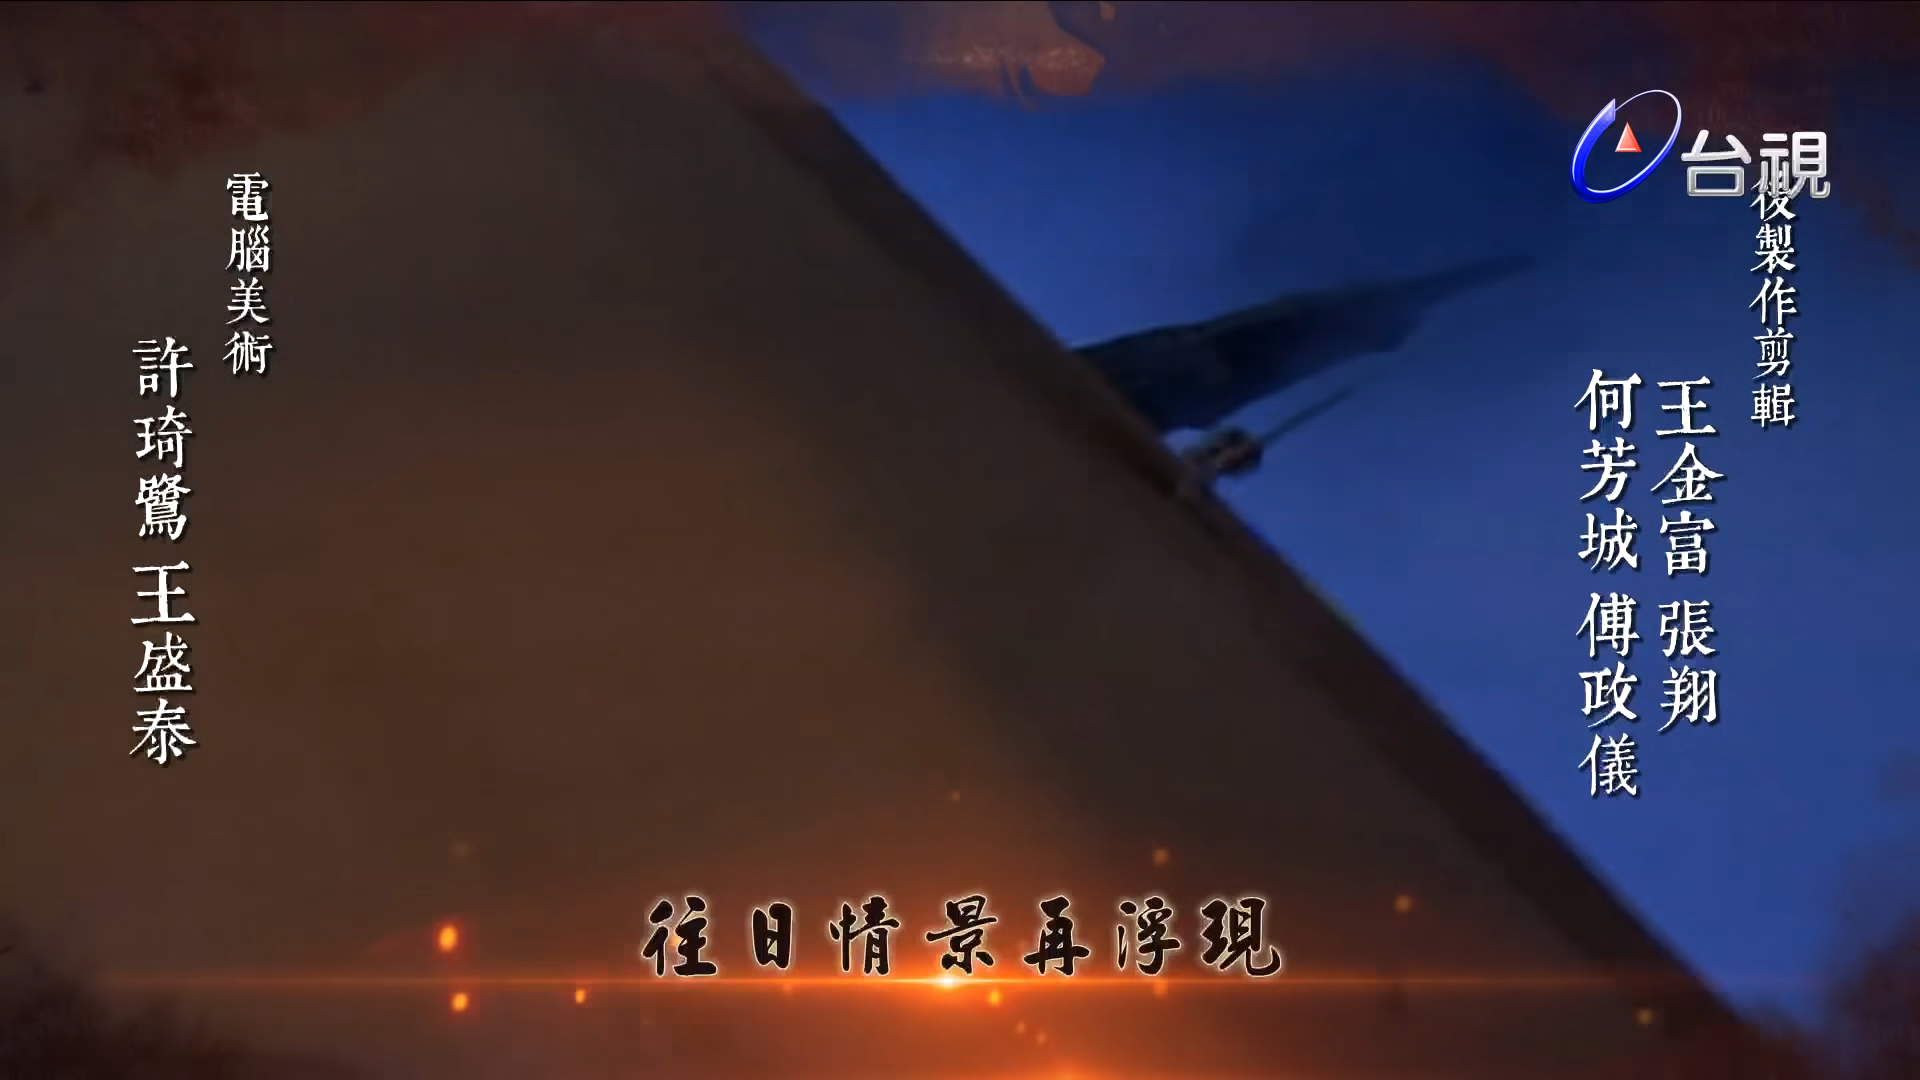 台視
後製作剪輯
王金富 張翔
何芳城 傅政儀
電腦美術
許琦鷺 王盛泰
往日情景再浮現